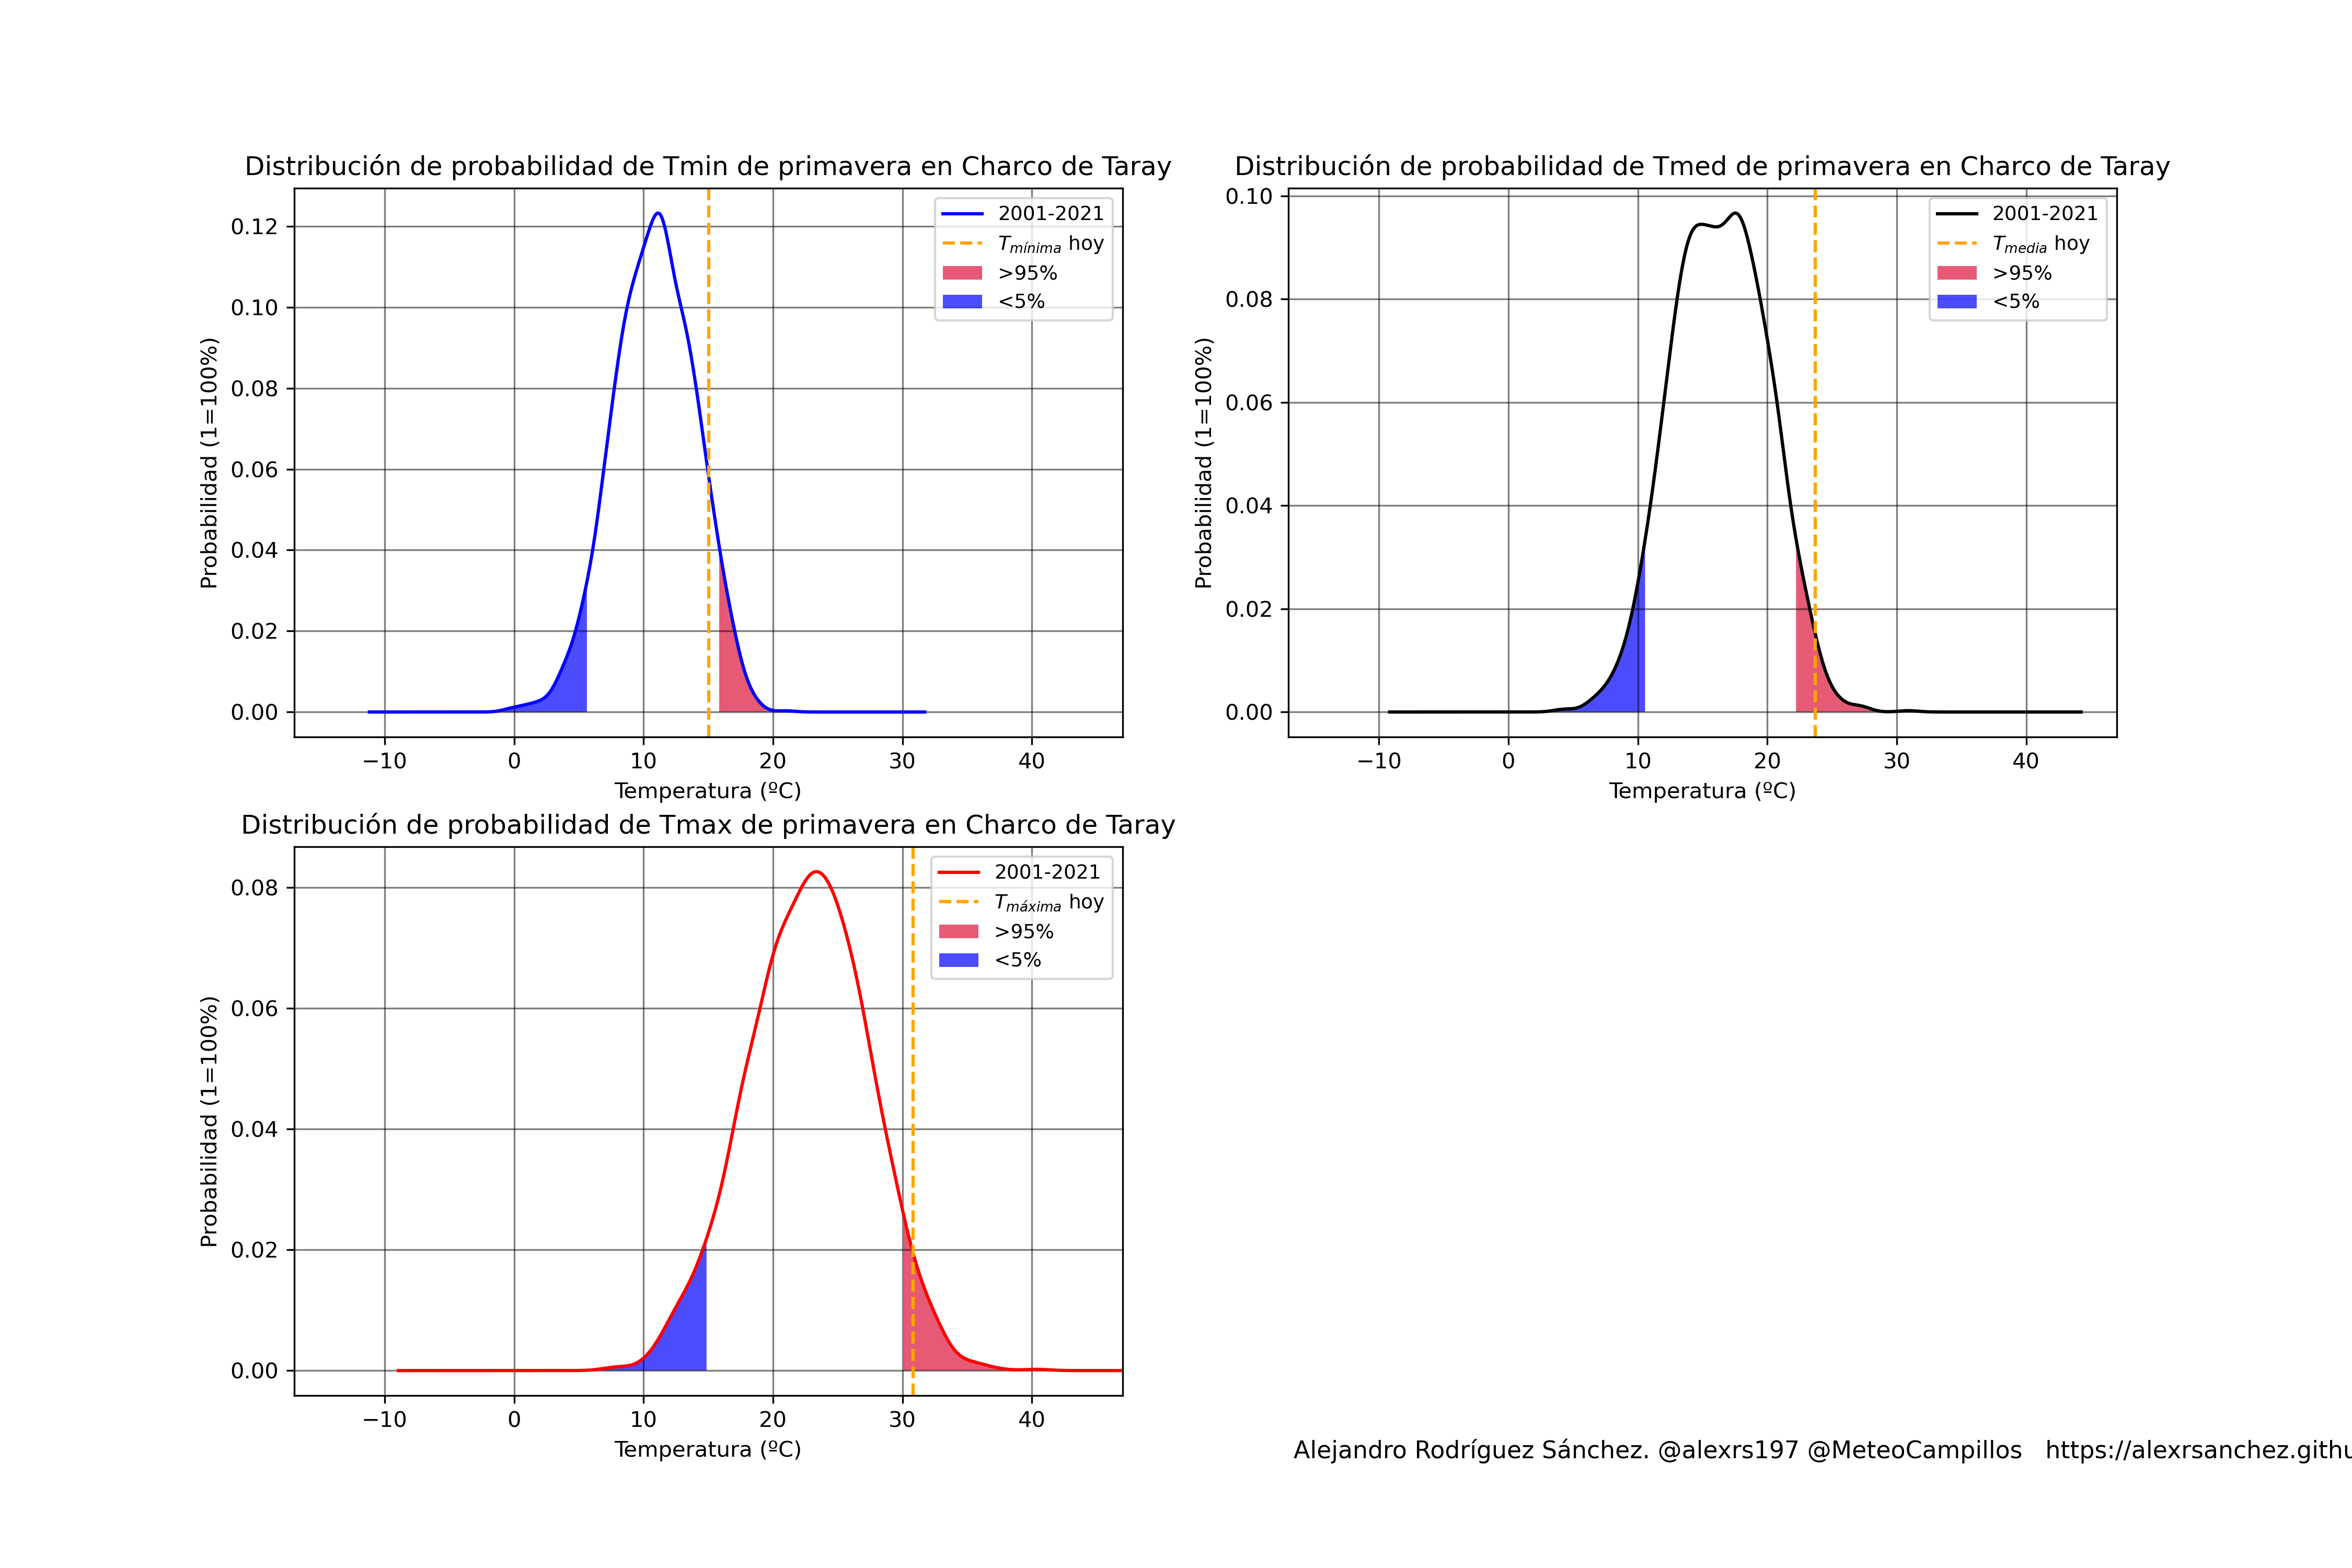 Distribución de probabilidad de Tmin de primavera en Charco de Taray
0.12
0.10
0.08
0.06
0.04
0.02
0.00
Probabilidad (1=100%)
2001-2021
Tmínima hoy
>95%
<5%
−10 0 10 20 30 40
Temperatura (ºC)
Distribución de probabilidad de Tmed de primavera en Charco de Taray
0.10
0.08
0.06
0.04
0.02
0.00
Probabilidad (1=100%)
2001-2021
Tmedia hoy
>95%
<5%
−10 0 10 20 30 40
Temperatura (ºC)
Distribución de probabilidad de Tmax de primavera en Charco de Taray
0.08
0.06
0.04
0.02
0.00
Probabilidad (1=100%)
2001-2021
Tmáxima hoy
>95%
<5%
−10 0 10 20 30 40
Temperatura (ºC)
Alejandro Rodríguez Sánchez. @alexrs197 @MeteoCampillos https://alexrsanchez.githu